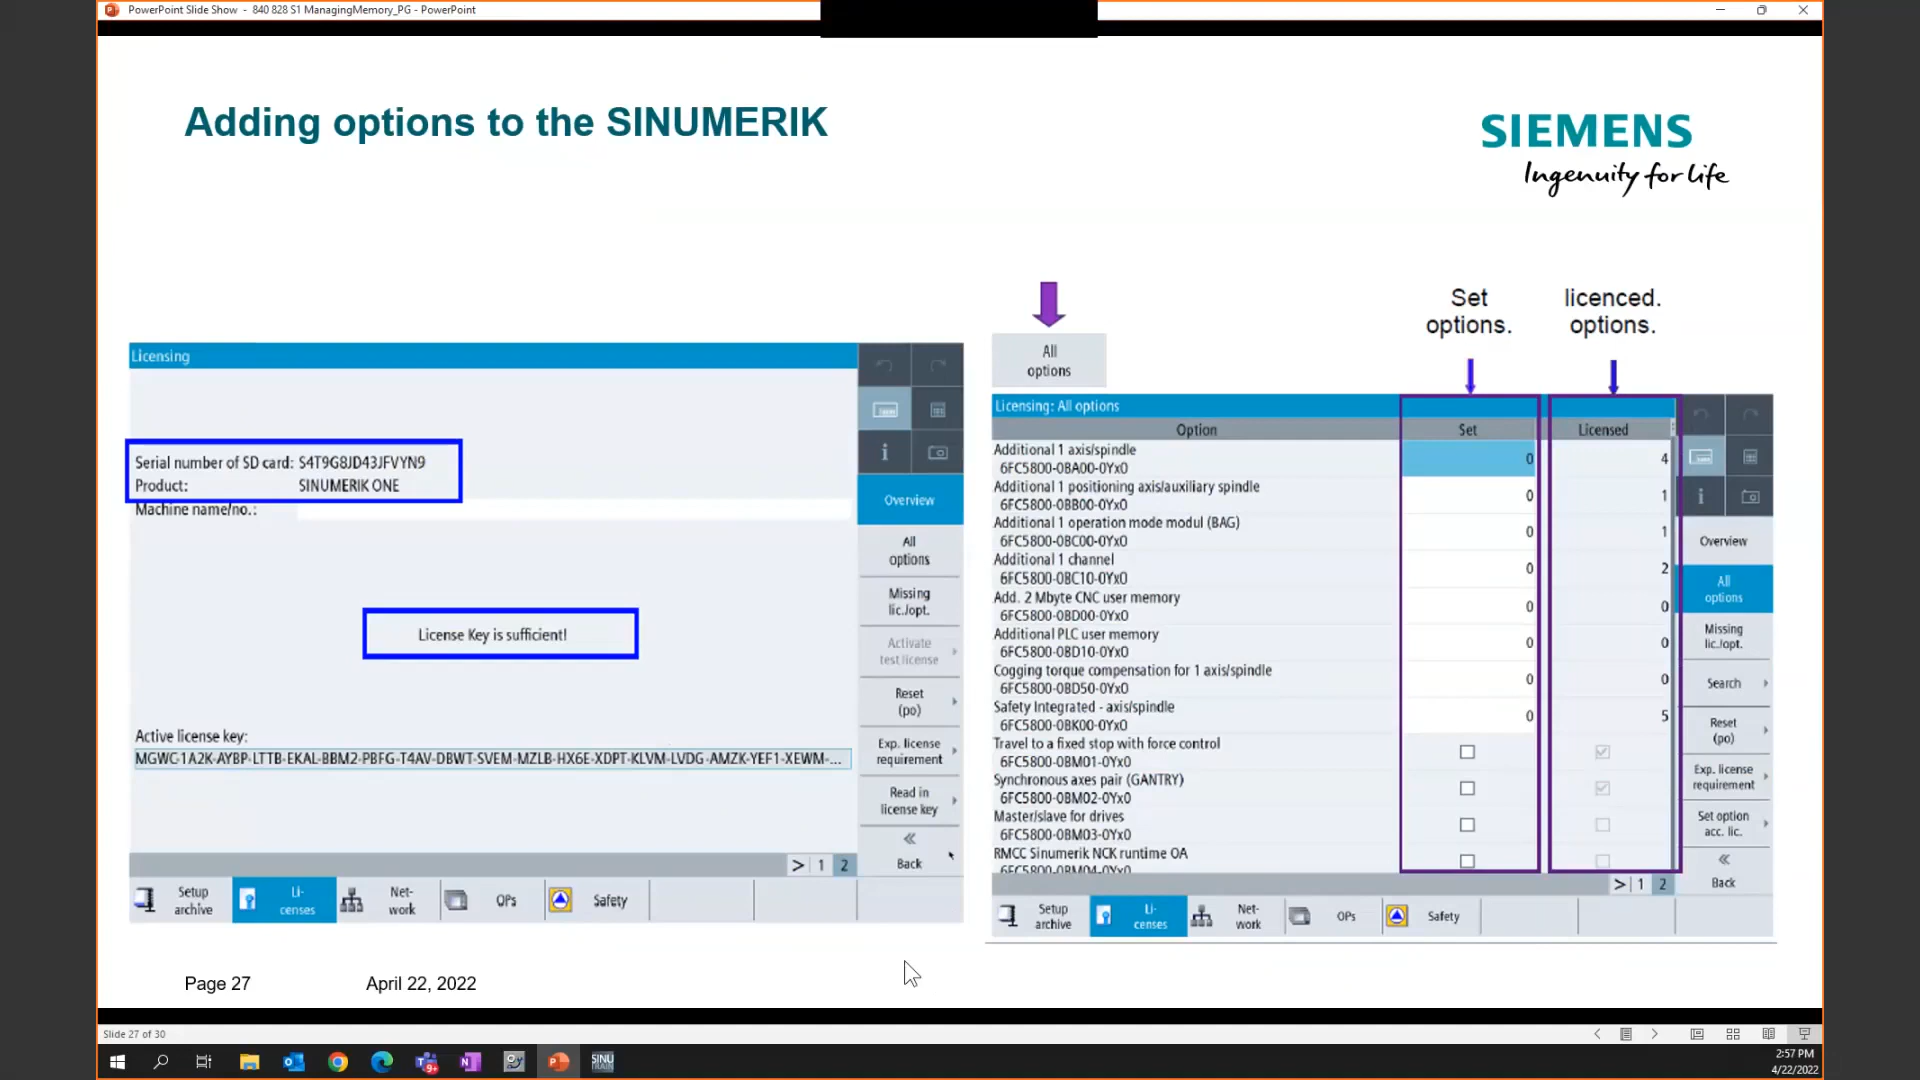 PowerPoint Slide Show - 840 828 S1 ManagingMemory_PG - PowerPoint
Adding options to the SINUMERIK
SIEMENS
Ingenuity for life
Licensing
Serial number of SD card: S4T9G8JD43JFVYN9
Product: SINUMERIK ONE
Machine name/no.:
License Key is sufficient!
Active license key:
MGWC-1A2K-AYBP-LTTB-EKAL-BBM2-PBFG-T4AV-DBWT-SVEM-MZLB-HX6E-XDPT-KLVM-LVDG-AMZK-YEF1-XEWM-...
i
Overview
All
options
Missing
lic./opt.
Activate
test license
Reset
(po)
Exp. license
requirement
Read in
license key
«
Back
> 1 2
Setup
archive
Li-
censes
Net-
work
OPs
Safety
All
options
Set
options.
licenced.
options.
Licensing: All options
Option Set Licensed
Additional 1 axis/spindle
6FC5800-0BA00-0Yx0 0 4
Additional 1 positioning axis/auxiliary spindle
6FC5800-0BB00-0Yx0 0 1
Additional 1 operation mode modul (BAG)
6FC5800-0BC00-0Yx0 0 1
Additional 1 channel
6FC5800-0BC10-0Yx0 0 2
Add. 2 Mbyte CNC user memory
6FC5800-0BD00-0Yx0 0 0
Additional PLC user memory
6FC5800-0BD10-0Yx0 0 0
Cogging torque compensation for 1 axis/spindle
6FC5800-0BD50-0Yx0 0 0
Safety Integrated - axis/spindle
6FC5800-0BK00-0Yx0 0 5
Travel to a fixed stop with force control
6FC5800-0BM01-0Yx0
Synchronous axes pair (GANTRY)
6FC5800-0BM02-0Yx0
Master/slave for drives
6FC5800-0BM03-0Yx0
RMCC Sinumerik NCK runtime OA
6FC5800-0BM04-0Yx0
i
Overview
All
options
Missing
lic./opt.
Search
Reset
(po)
Exp. license
requirement
Set option
acc. lic.
«
Back
> 1 2
Setup
archive
Li-
censes
Net-
work
OPs
Safety
Page 27 April 22, 2022
Slide 27 of 30
SINU
TRAIN
2:57 PM
4/22/2022